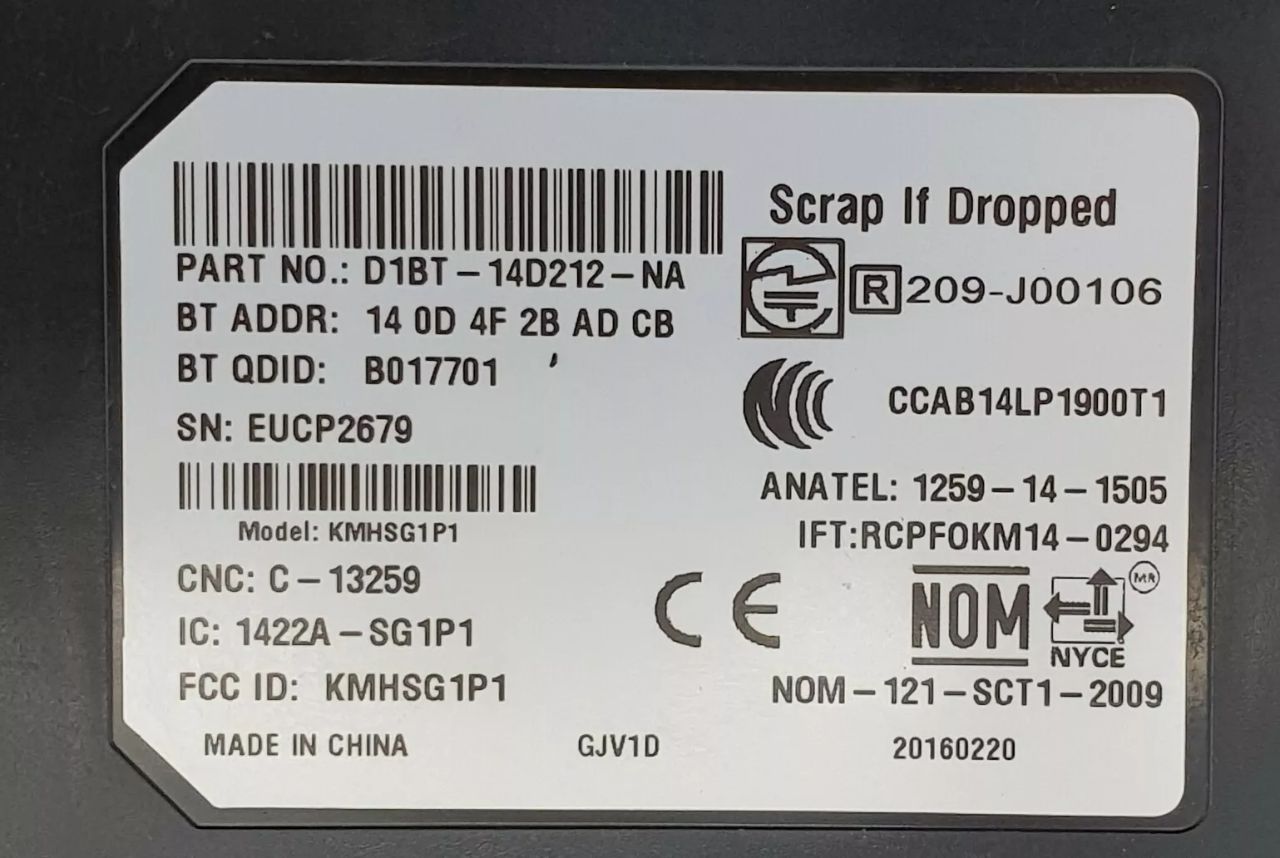 Scrap If Dropped
PART NO.: D1BT-14D212-NA
R 209-J00106
BT ADDR: 14 0D 4F 2B AD CB
BT QDID: B017701
CCAB14LP1900T1
SN: EUCP2679
ANATEL: 1259-14-1505
Model: KMHSG1P1
IFT:RCPFOKM14-0294
CNC: C-13259
CE
NOM
MR
NYCE
IC: 1422A-SG1P1
FCC ID: KMHSG1P1
NOM-121-SCT1-2009
MADE IN CHINA
GJV1D
20160220